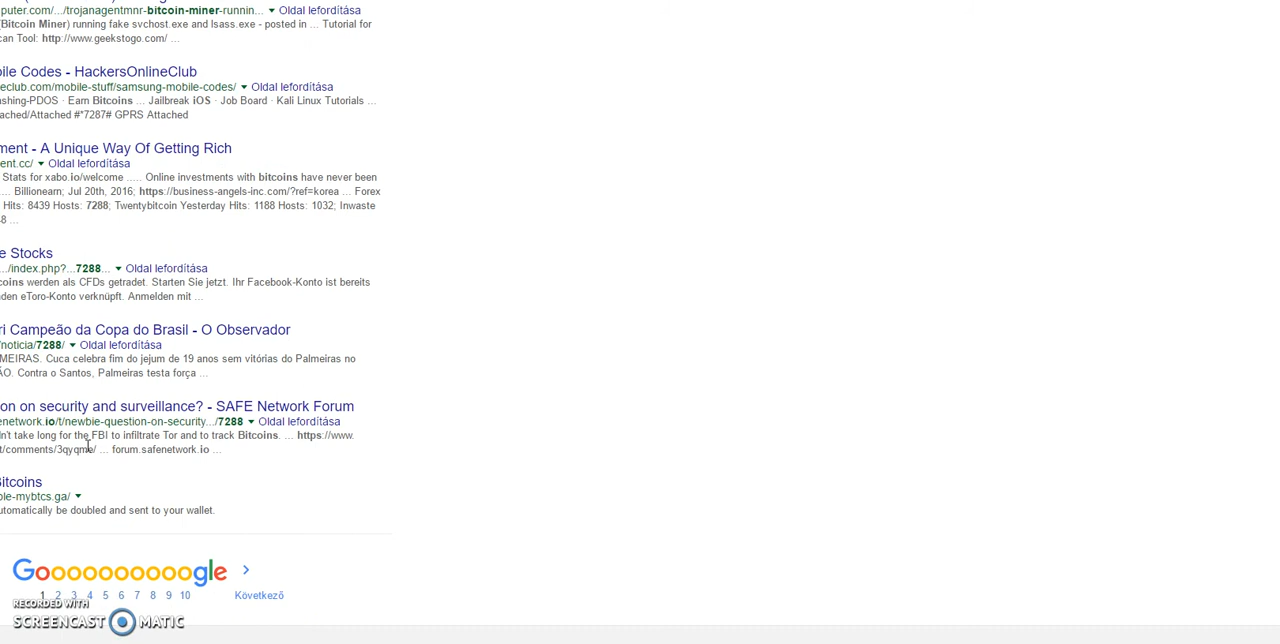 puter.com/.../trojanagentmnr-bitcoin-miner-runnin... ▼ Oldal lefordítása
(Bitcoin Miner) running fake svchost.exe and lsass.exe - posted in ... Tutorial for
can Tool: http://www.geekstogo.com/ ...
bile Codes - HackersOnlineClub
eclub.com/mobile-stuff/samsung-mobile-codes/ ▼ Oldal lefordítása
ashing-PDOS · Earn Bitcoins ... Jailbreak iOS · Job Board · Kali Linux Tutorials ...
ached/Attached #*7287# GPRS Attached
ment - A Unique Way Of Getting Rich
ent.cc/ ▼ Oldal lefordítása
Stats for xabo.io/welcome ..... Online investments with bitcoins have never been
.... Billionearn; Jul 20th, 2016; https://business-angels-inc.com/?ref=korea ... Forex
Hits: 8439 Hosts: 7288; Twentybitcoin Yesterday Hits: 1188 Hosts: 1032; Inwaste
8 ...
e Stocks
.../index.php?...7288... ▼ Oldal lefordítása
coins werden als CFDs getradet. Starten Sie jetzt. Ihr Facebook-Konto ist bereits
den eToro-Konto verknüpft. Anmelden mit ...
ri Campeão da Copa do Brasil - O Observador
/noticia/7288/ ▼ Oldal lefordítása
MEIRAS. Cuca celebra fim do jejum de 19 anos sem vitórias do Palmeiras no
ÃO. Contra o Santos, Palmeiras testa força ...
on on security and surveillance? - SAFE Network Forum
enetwork.io/t/newbie-question-on-security.../7288 ▼ Oldal lefordítása
dn't take long for the FBI to infiltrate Tor and to track Bitcoins. ... https://www.
t/comments/3qyqme/ ... forum.safenetwork.io ...
Bitcoins
ble-mybtcs.ga/ ▼
utomatically be doubled and sent to your wallet.
Goooooooooogle >
1 2 3 4 5 6 7 8 9 10 Következő
RECORDED WITH
SCREENCAST MATIC